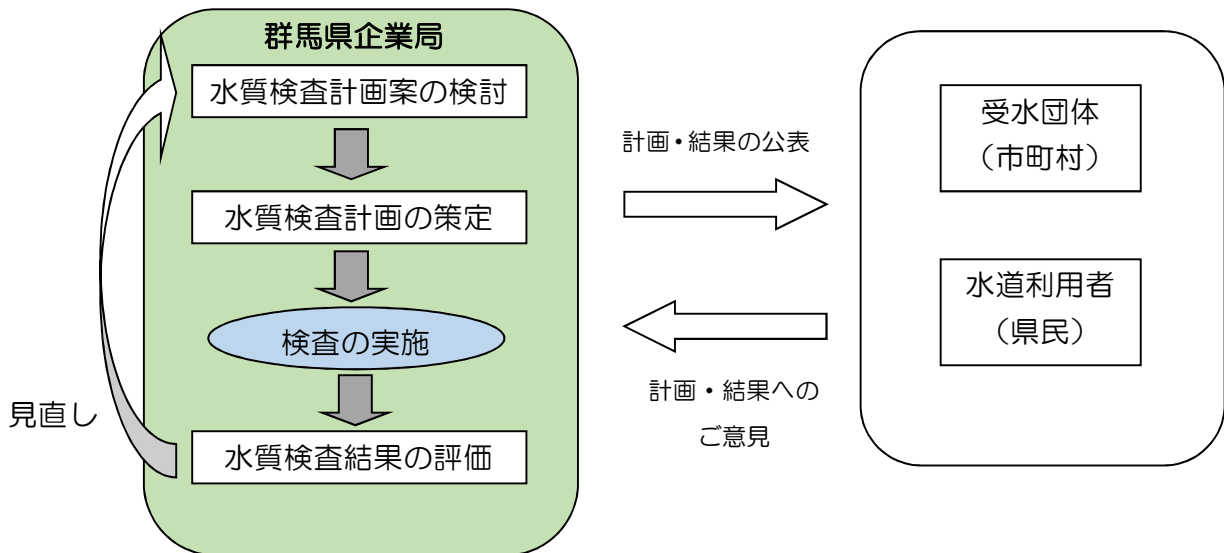 群馬県企業局
水質検査計画案の検討
水質検査計画の策定
検査の実施
水質検査結果の評価
見直し
計画・結果の公表
計画・結果への
ご意見
受水団体
（市町村）
水道利用者
（県民）